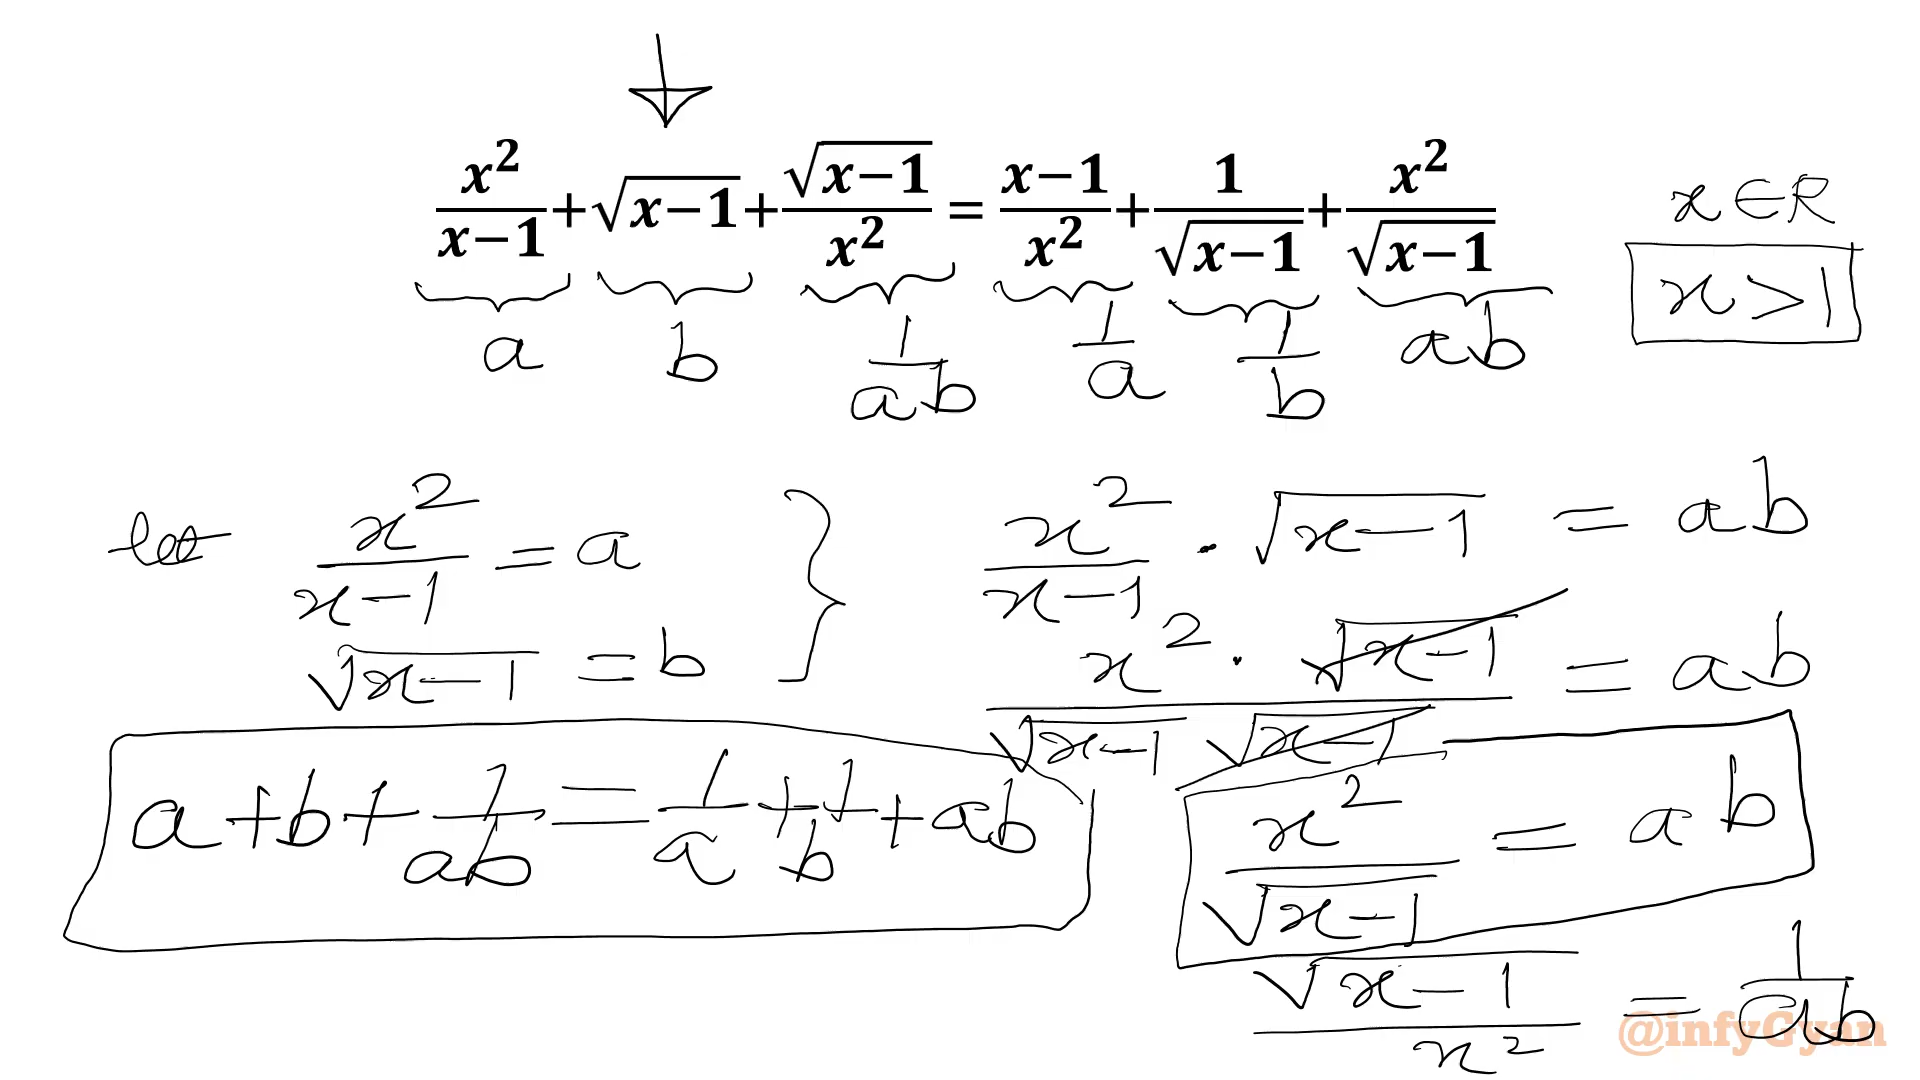 x²/(x−1) + √(x−1) + √(x−1)/x² = (x−1)/x² + 1/√(x−1) + x²/√(x−1)
x ∈ R
x > 1
a b 1/ab 1/a 1/b ab
let x²/(x−1) = a
√(x−1) = b
x²/(x−1) · √(x−1) = ab
x² · √(x−1) / (√(x−1) √(x−1)) = ab
a + b + 1/ab = 1/a + 1/b + ab
x²/√(x−1) = ab
√(x−1)/x² = 1/ab
@infyGyan